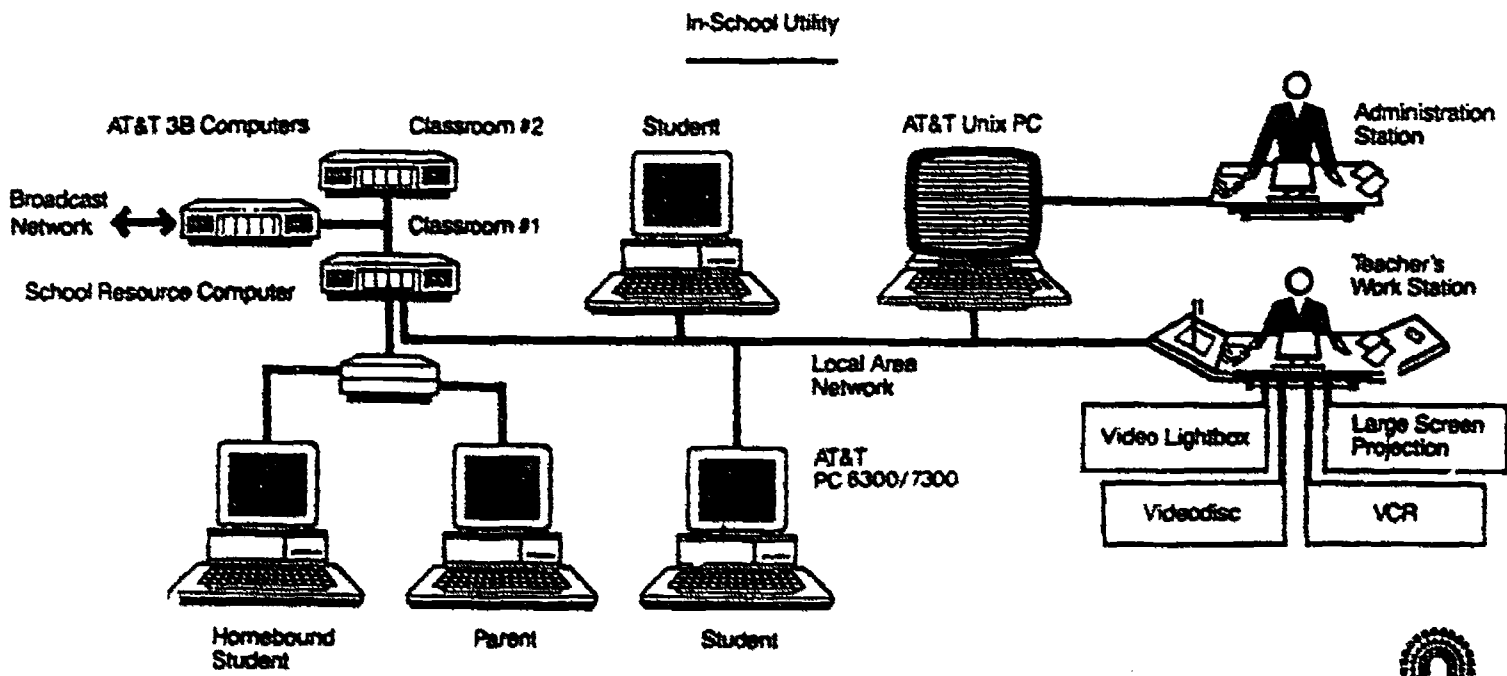 In-School Utility
AT&T 3B Computers
Classroom #2
Student
AT&T Unix PC
Administration
Station
Broadcast
Network
Classroom #1
School Resource Computer
Teacher's
Work Station
Local Area
Network
Video Lightbox
Large Screen
Projection
AT&T
PC 6300/7300
Videodisc
VCR
Homebound
Student
Parent
Student